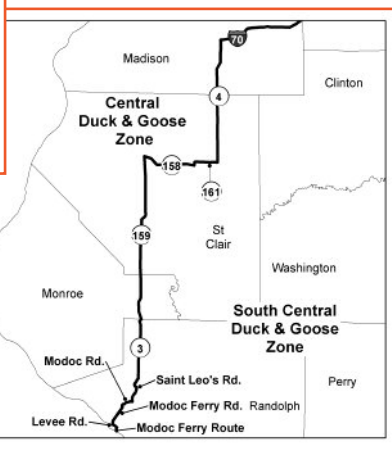 70
Madison
Clinton
4
Central
Duck & Goose
Zone
158
161
St
Clair
159
Washington
Monroe
South Central
Duck & Goose
Zone
3
Modoc Rd.
Saint Leo's Rd.
Perry
Modoc Ferry Rd.
Randolph
Levee Rd.
Modoc Ferry Route